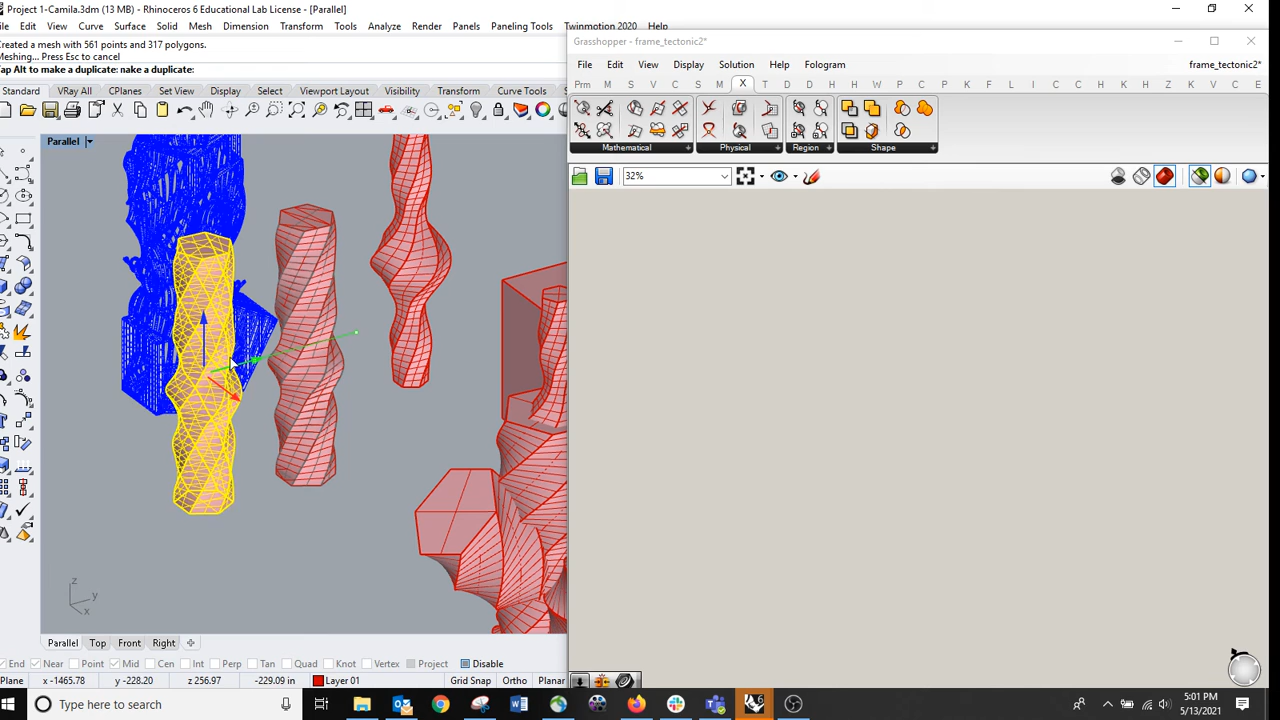 Project 1-Camila.3dm (13 MB) - Rhinoceros 6 Educational Lab License - [Parallel]
File Edit View Curve Surface Solid Mesh Dimension Transform Tools Analyze Render Panels Paneling Tools Twinmotion 2020 Help
Created a mesh with 561 points and 317 polygons.
Meshing... Press Esc to cancel
Tap Alt to make a duplicate: nake a duplicate:
Standard VRay All CPlanes Set View Display Select Viewport Layout Visibility Transform Curve Tools
Parallel
z
y
x
Parallel Top Front Right
End Near Point Mid Cen Int Perp Tan Quad Knot Vertex Project Disable
Plane x -1465.78 y -228.20 z 256.97 -229.09 in Layer 01 Grid Snap Ortho Planar
Grasshopper - frame_tectonic2*
File Edit View Display Solution Help Fologram frame_tectonic2*
Prm M S V C S M X T D D H H W P C R M A L I O C K V K Z H C E
Mathematical Physical Region Shape
32%
Type here to search
5:01 PM
5/13/2021